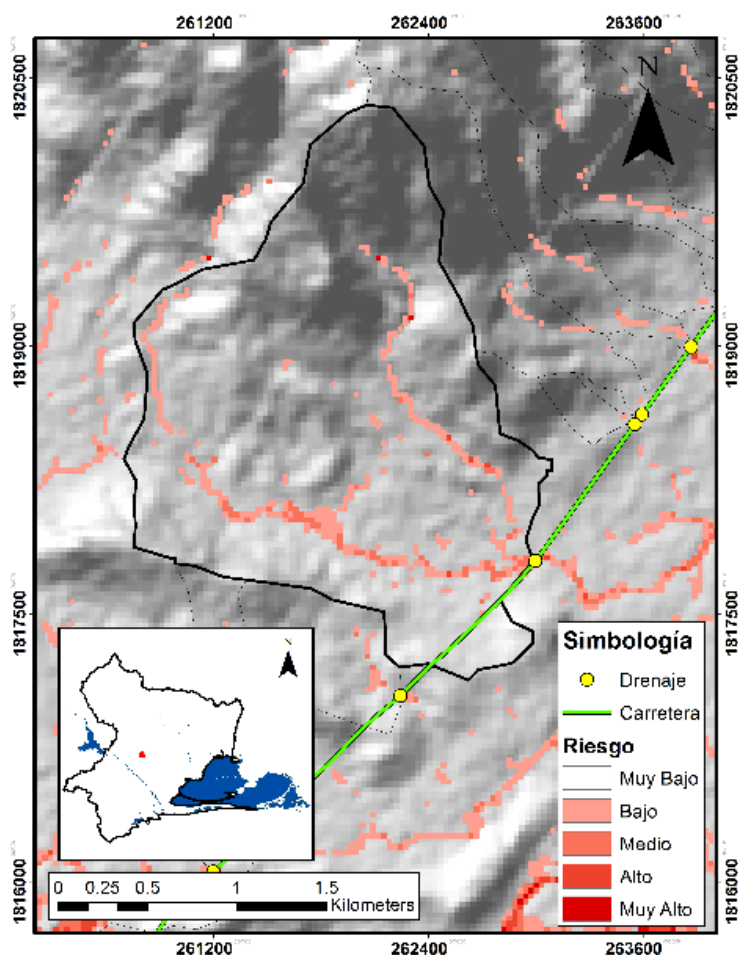 261200 262400 263600
1820500
1820500
N
1819000
1819000
1817500
1817500
Simbología
Drenaje
Carretera
Riesgo
Muy Bajo
Bajo
Medio
Alto
Muy Alto
0 0.25 0.5 1 1.5
Kilometers
1816000
1816000
261200 262400 263600